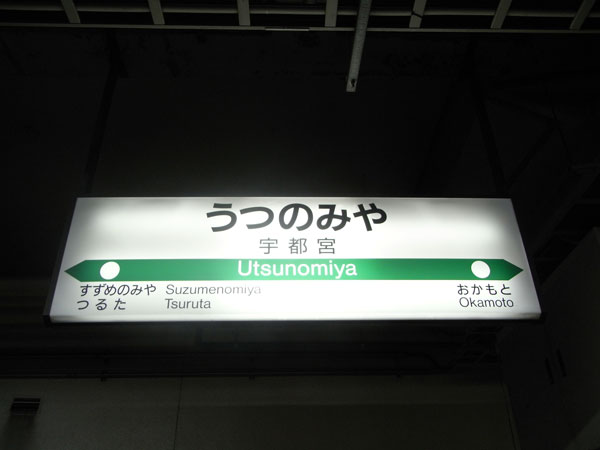 うつのみや
宇都宮
Utsunomiya
すずめのみや Suzumenomiya
つるた Tsuruta
おかもと
Okamoto